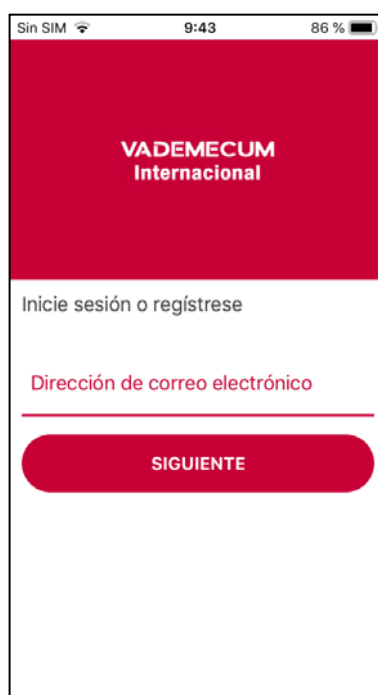 Sin SIM 9:43 86 %
VADEMECUM
Internacional
Inicie sesión o regístrese
Dirección de correo electrónico
SIGUIENTE